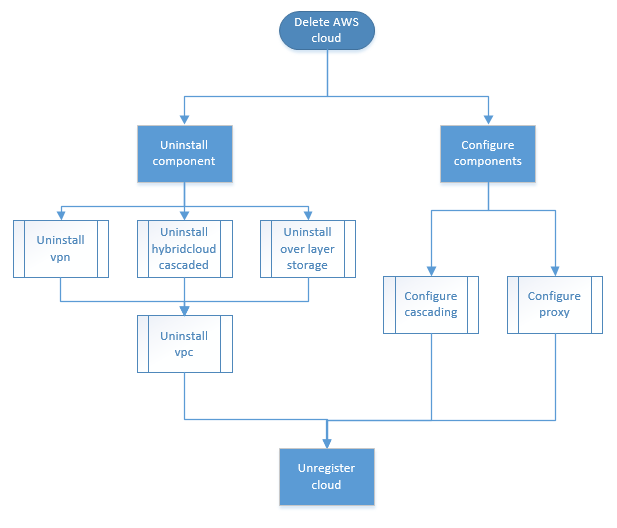 Delete AWS
cloud
Uninstall
component
Configure
components
Uninstall
vpn
Uninstall
hybridcloud
cascaded
Uninstall
over layer
storage
Configure
cascading
Configure
proxy
Uninstall
vpc
Unregister
cloud